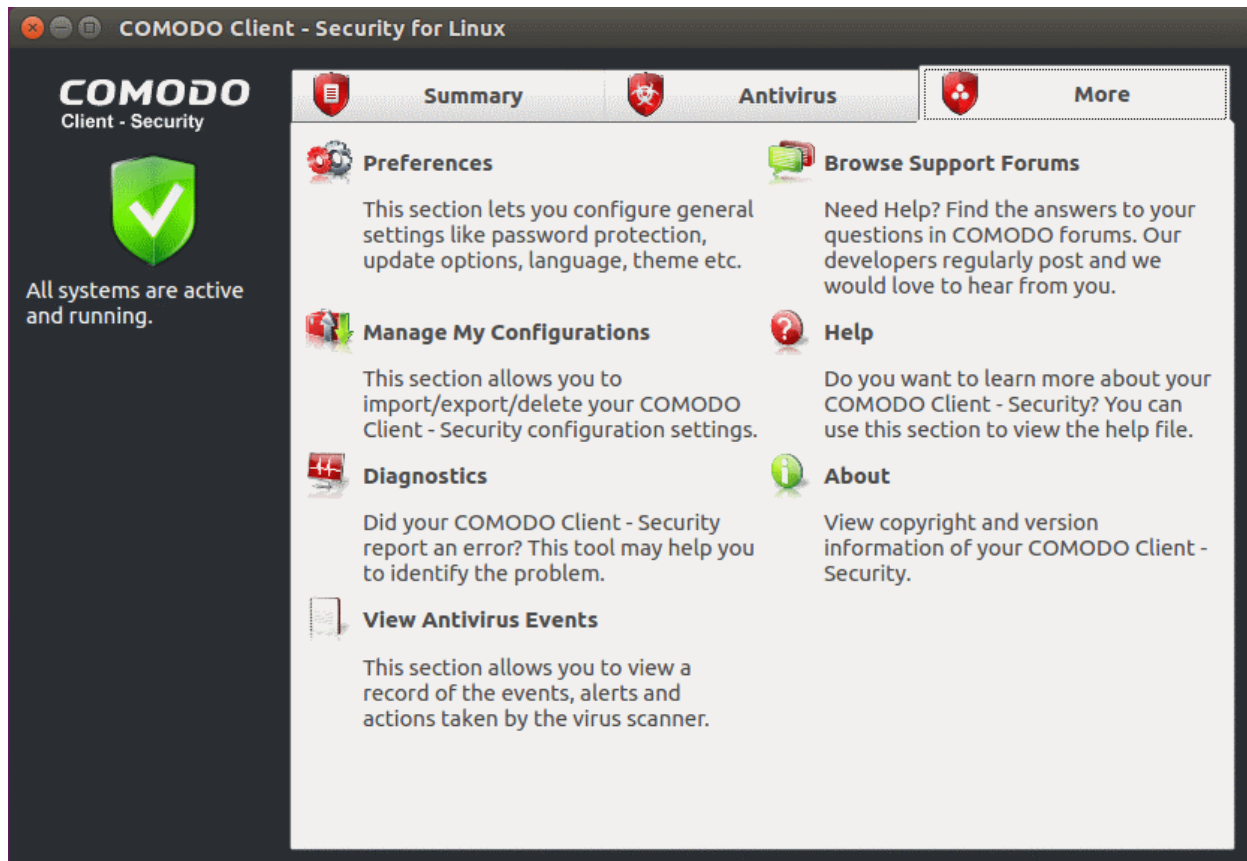 COMODO Client - Security for Linux
COMODO
Client - Security
All systems are active
and running.
Summary
Antivirus
More
Preferences
This section lets you configure general
settings like password protection,
update options, language, theme etc.
Manage My Configurations
This section allows you to
import/export/delete your COMODO
Client - Security configuration settings.
Diagnostics
Did your COMODO Client - Security
report an error? This tool may help you
to identify the problem.
View Antivirus Events
This section allows you to view a
record of the events, alerts and
actions taken by the virus scanner.
Browse Support Forums
Need Help? Find the answers to your
questions in COMODO forums. Our
developers regularly post and we
would love to hear from you.
Help
Do you want to learn more about your
COMODO Client - Security? You can
use this section to view the help file.
About
View copyright and version
information of your COMODO Client -
Security.